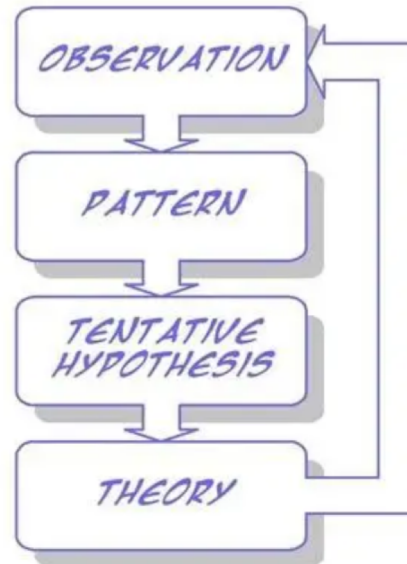 OBSERVATION
PATTERN
TENTATIVE
HYPOTHESIS
THEORY